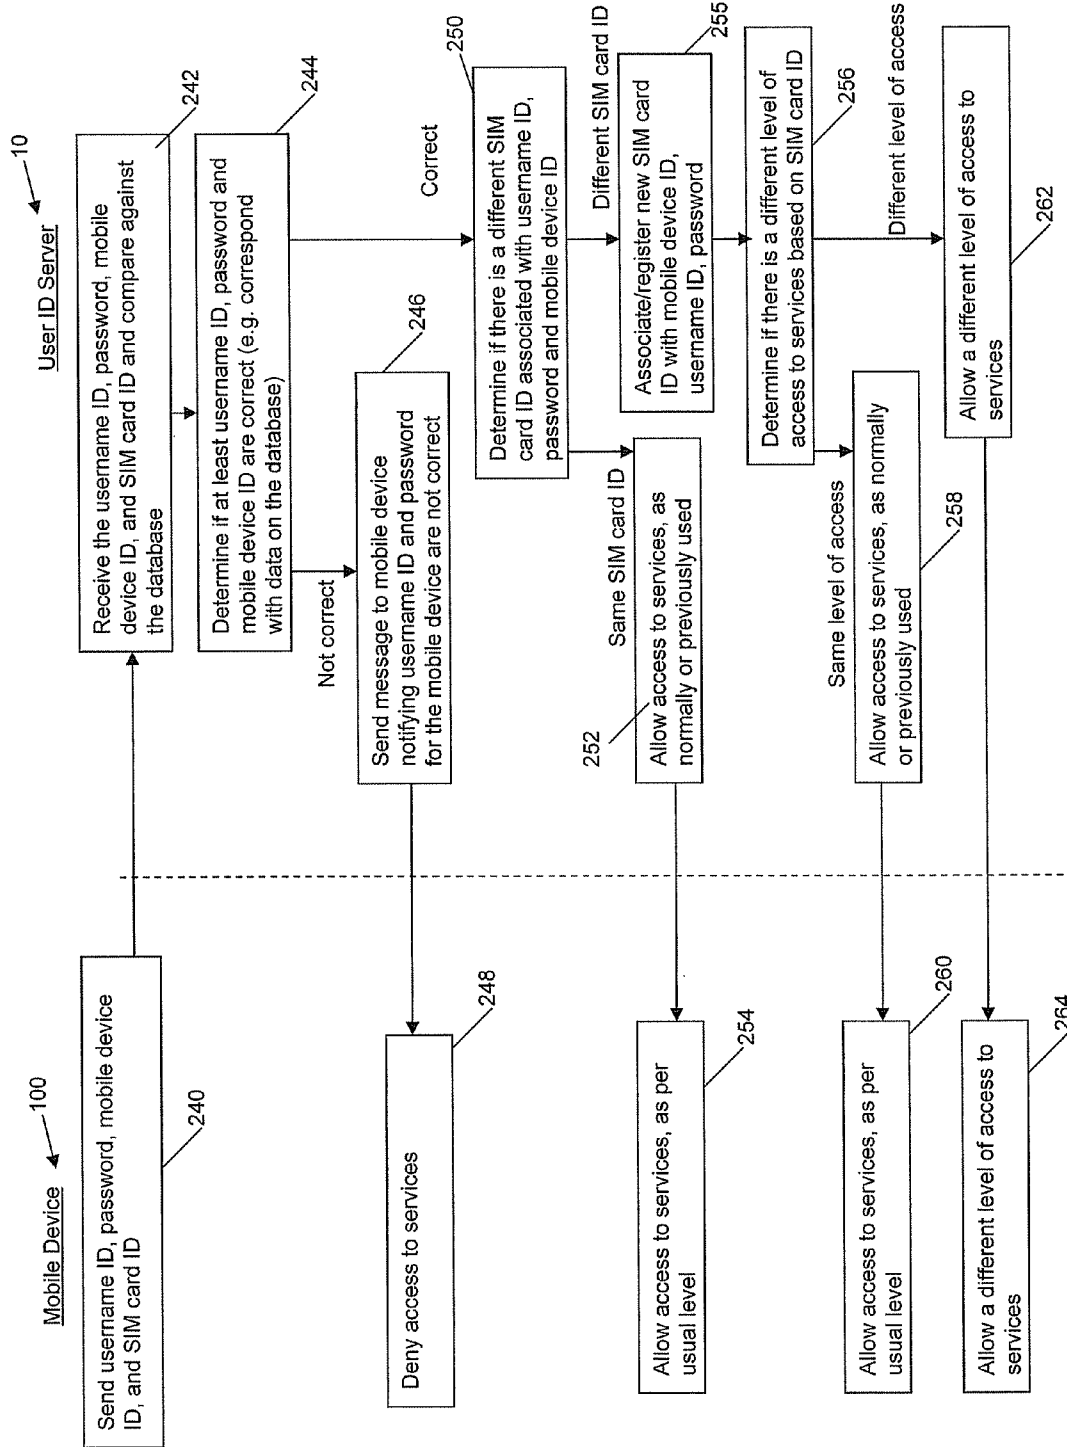 Mobile Device
100
User ID Server
10
Send username ID, password, mobile device
ID, and SIM card ID
240
Receive the username ID, password, mobile
device ID, and SIM card ID and compare against
the database
242
Determine if at least username ID, password and
mobile device ID are correct (e.g. correspond
with data on the database)
244
Not correct
Correct
Send message to mobile device
notifying username ID and password
for the mobile device are not correct
246
Deny access to services
248
Determine if there is a different SIM
card ID associated with username ID,
password and mobile device ID
250
Same SIM card ID
Different SIM card ID
252
Allow access to services, as
normally or previously used
Allow access to services, as per
usual level
254
Associate/register new SIM card
ID with mobile device ID,
username ID, password
255
Determine if there is a different level of
access to services based on SIM card ID
256
Same level of access
Different level of access
Allow access to services, as normally
or previously used
258
Allow access to services, as per
usual level
260
Allow a different level of access to
services
262
Allow a different level of access to
services
264